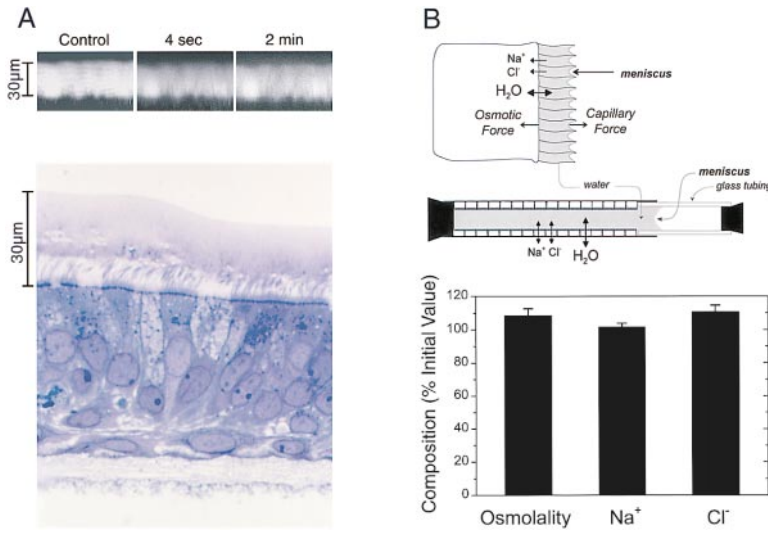 A
Control
4 sec
2 min
30µm
30µm
B
Na⁺
Cl⁻
H₂O
meniscus
Osmotic
Force
Capillary
Force
water
meniscus
glass tubing
Na⁺ Cl⁻
H₂O
Composition (% Initial Value)
120
100
80
60
40
20
0
Osmolality
Na⁺
Cl⁻